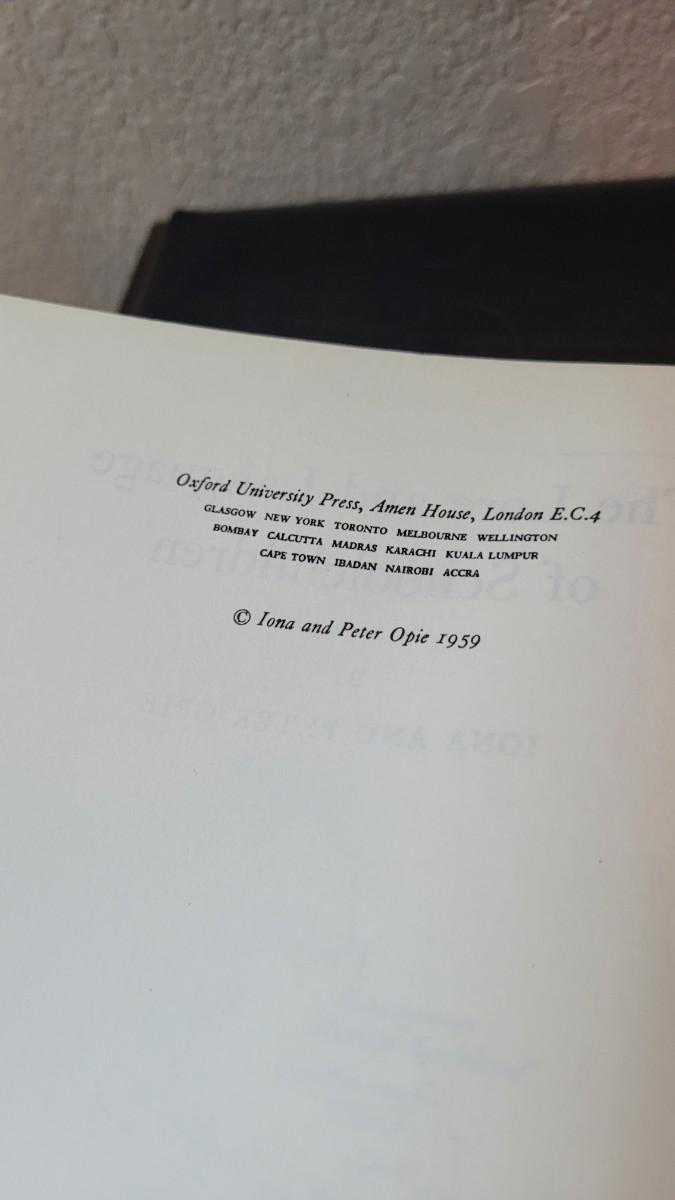 Oxford University Press, Amen House, London E.C.4
GLASGOW NEW YORK TORONTO MELBOURNE WELLINGTON
BOMBAY CALCUTTA MADRAS KARACHI KUALA LUMPUR
CAPE TOWN IBADAN NAIROBI ACCRA
© Iona and Peter Opie 1959